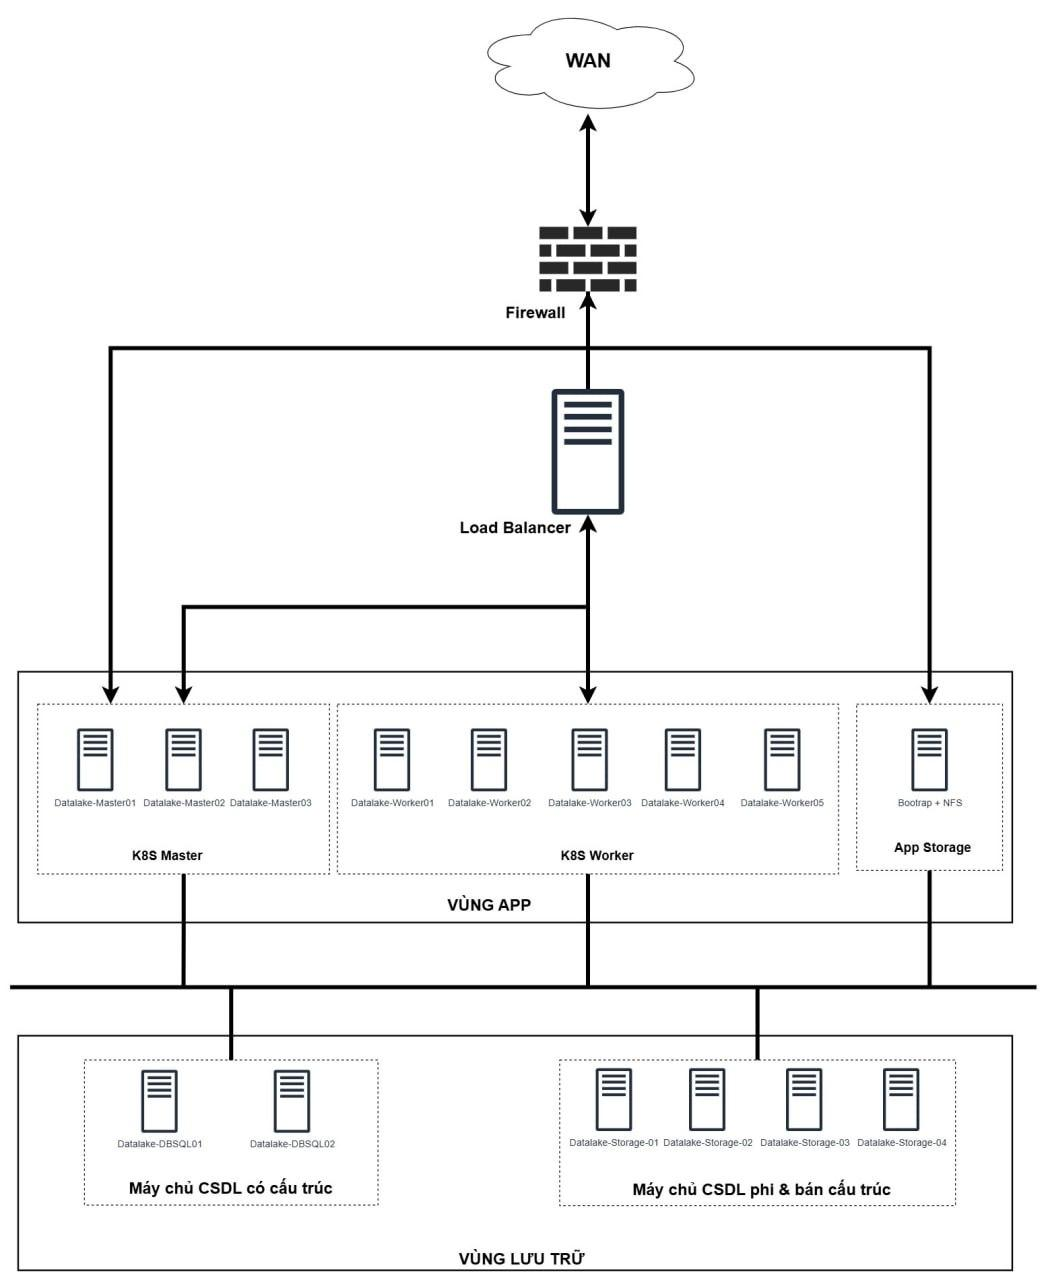 WAN
Firewall
Load Balancer
Datalake-Master01
Datalake-Master02
Datalake-Master03
K8S Master
Datalake-Worker01
Datalake-Worker02
Datalake-Worker03
Datalake-Worker04
Datalake-Worker05
K8S Worker
Bootrap + NFS
App Storage
VÙNG APP
Datalake-DBSQL01
Datalake-DBSQL02
Máy chủ CSDL có cấu trúc
Datalake-Storage-01
Datalake-Storage-02
Datalake-Storage-03
Datalake-Storage-04
Máy chủ CSDL phi & bán cấu trúc
VÙNG LƯU TRỮ